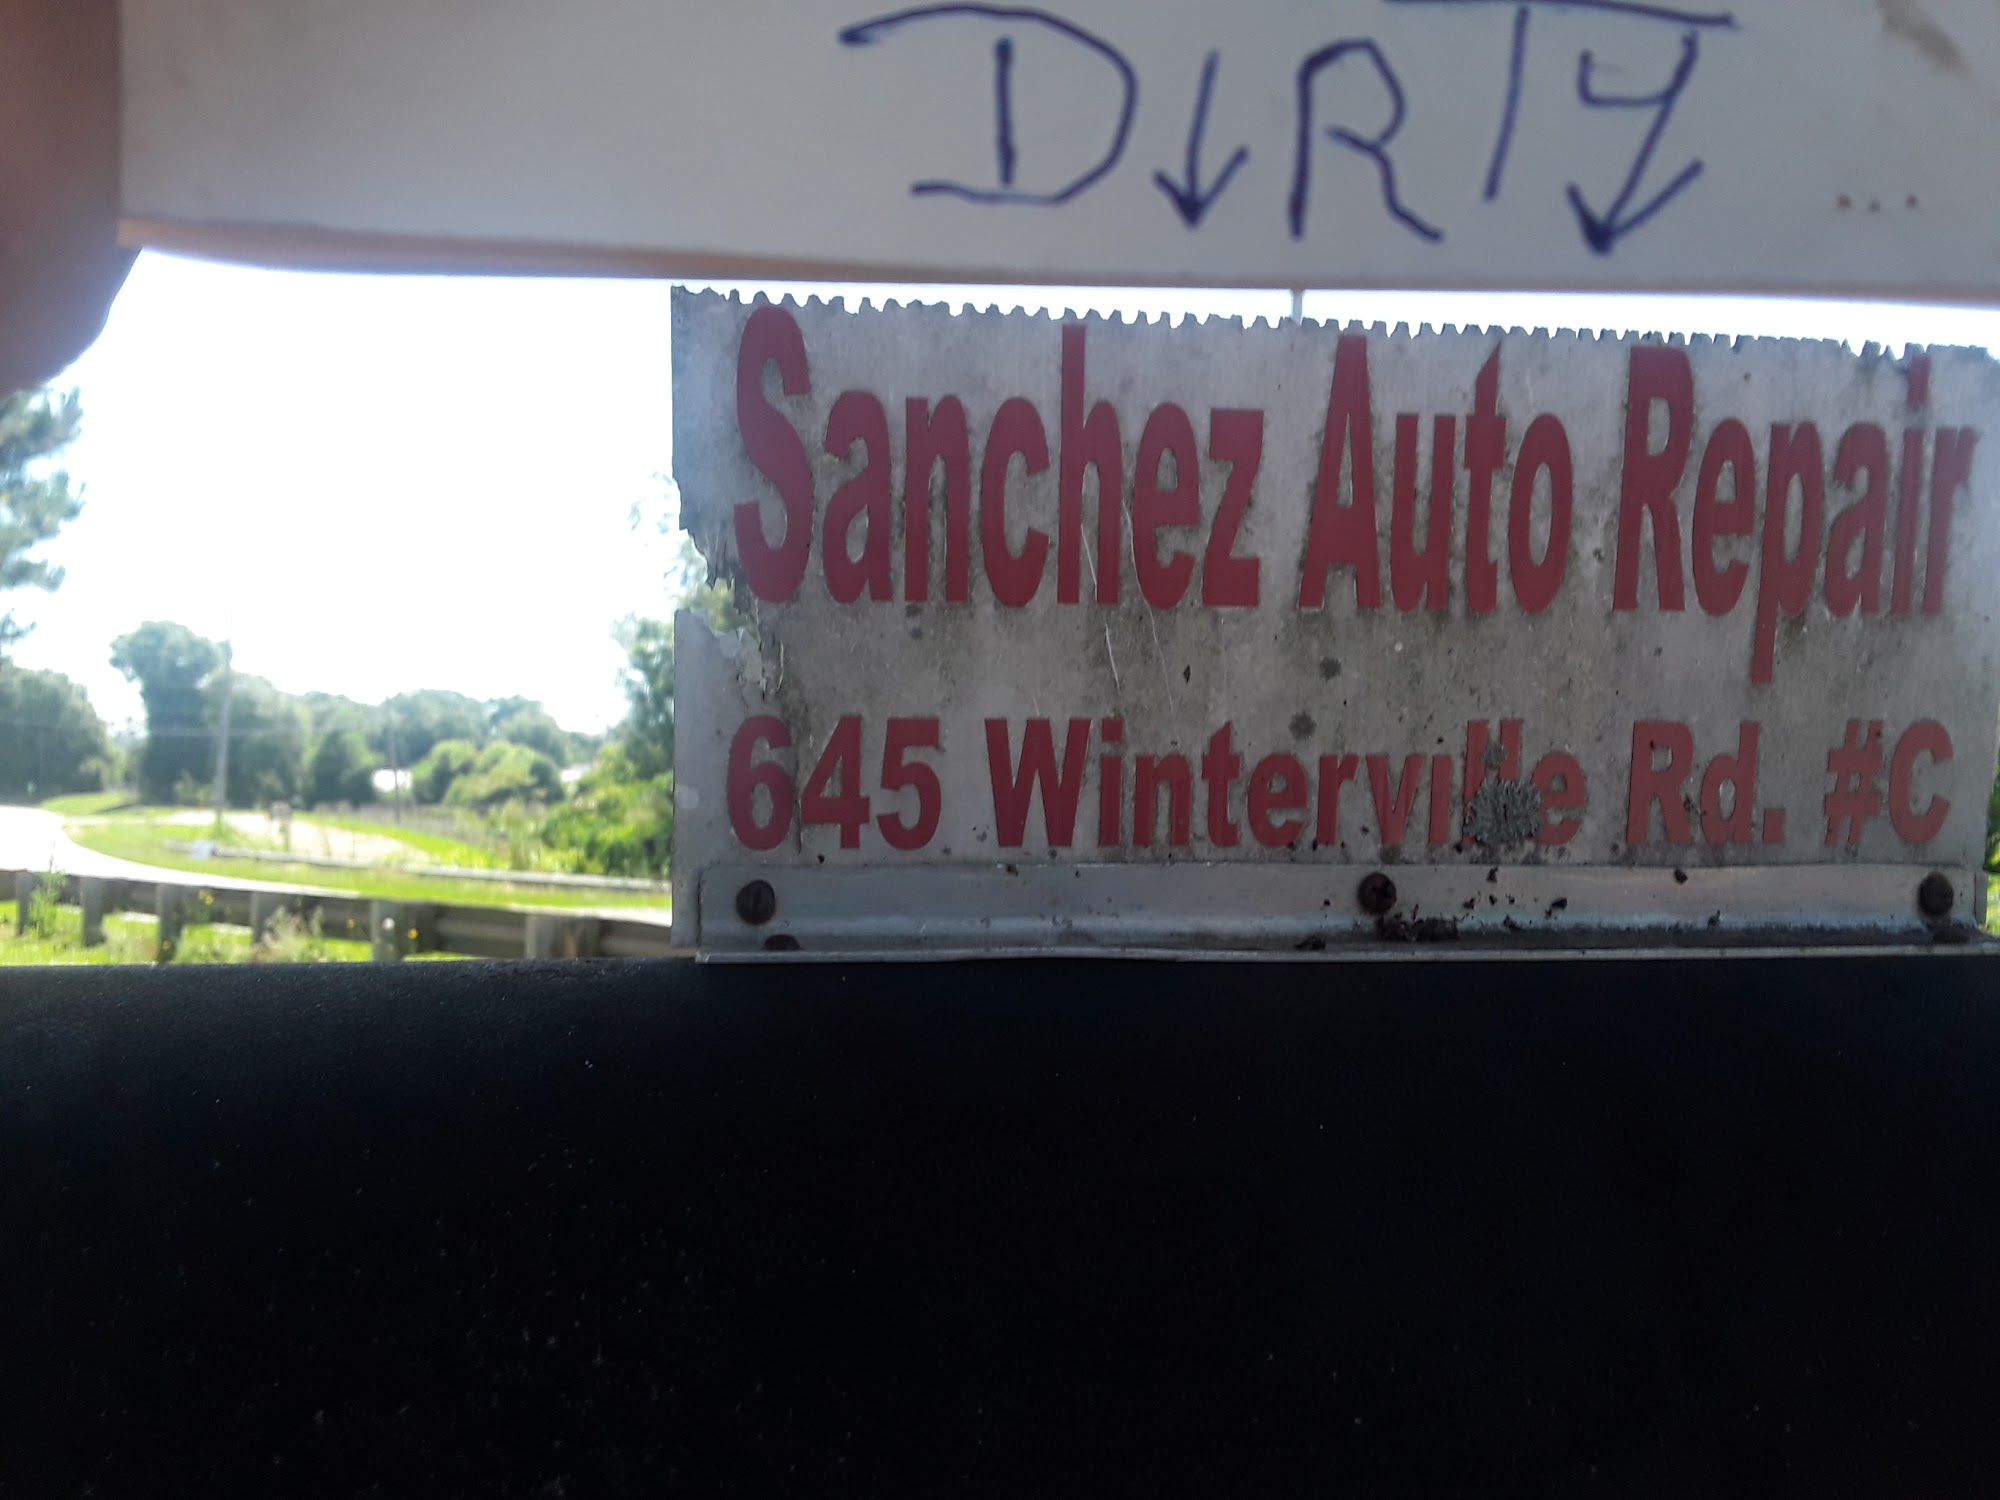 DIRTY ...
Sanchez Auto Repair
645 Winterville Rd. #C